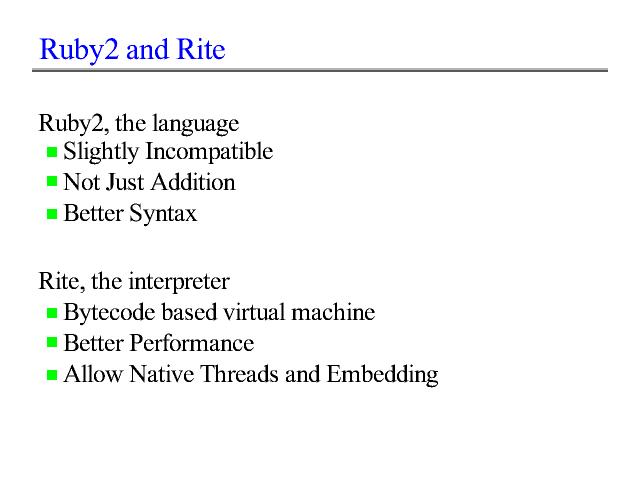 Ruby2 and Rite
Ruby2, the language
Slightly Incompatible
Not Just Addition
Better Syntax
Rite, the interpreter
Bytecode based virtual machine
Better Performance
Allow Native Threads and Embedding